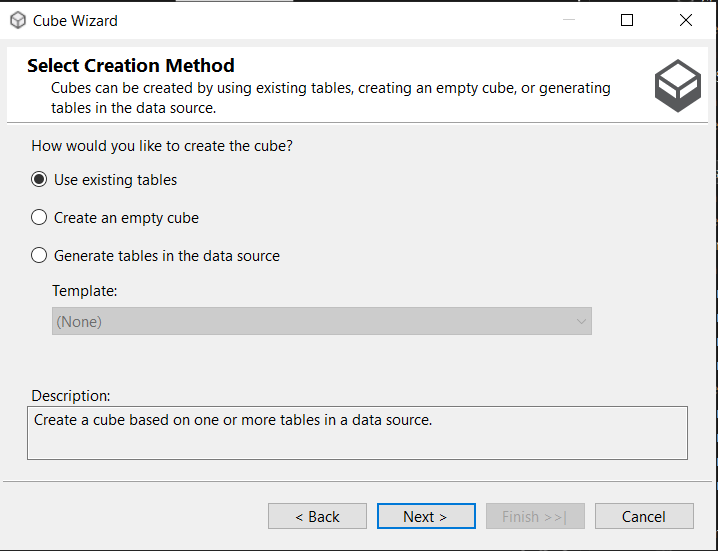 Cube Wizard
Select Creation Method
Cubes can be created by using existing tables, creating an empty cube, or generating
tables in the data source.
How would you like to create the cube?
Use existing tables
Create an empty cube
Generate tables in the data source
Template:
(None)
Description:
Create a cube based on one or more tables in a data source.
< Back
Next >
Finish >>|
Cancel